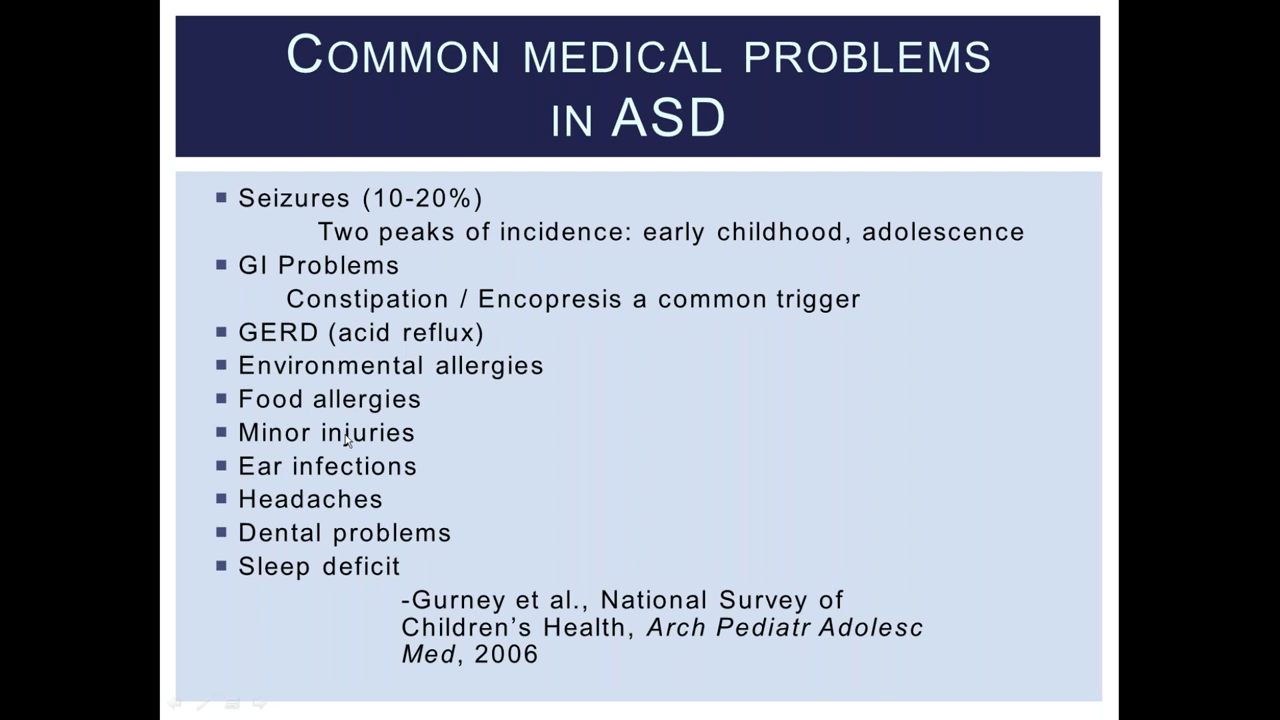 COMMON MEDICAL PROBLEMS
IN ASD
Seizures (10-20%)
Two peaks of incidence: early childhood, adolescence
GI Problems
Constipation / Encopresis a common trigger
GERD (acid reflux)
Environmental allergies
Food allergies
Minor injuries
Ear infections
Headaches
Dental problems
Sleep deficit
-Gurney et al., National Survey of
Children’s Health, Arch Pediatr Adolesc
Med, 2006